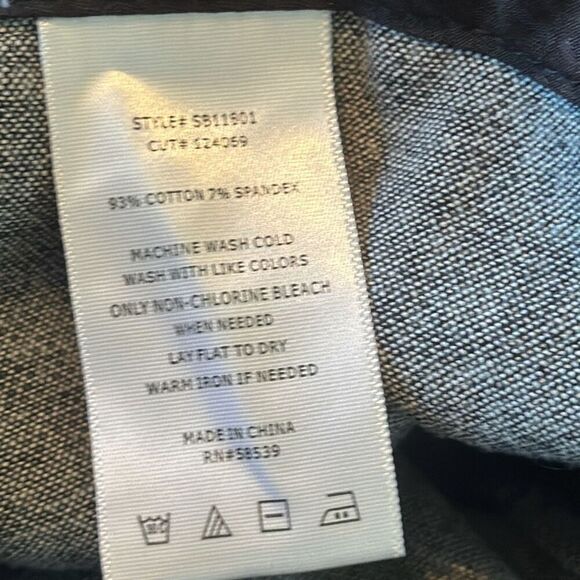 STYLE# SB11801
CUT# 124069
93% COTTON 7% SPANDEX
MACHINE WASH COLD
WASH WITH LIKE COLORS
ONLY NON-CHLORINE BLEACH
WHEN NEEDED
LAY FLAT TO DRY
WARM IRON IF NEEDED
MADE IN CHINA
RN#58539